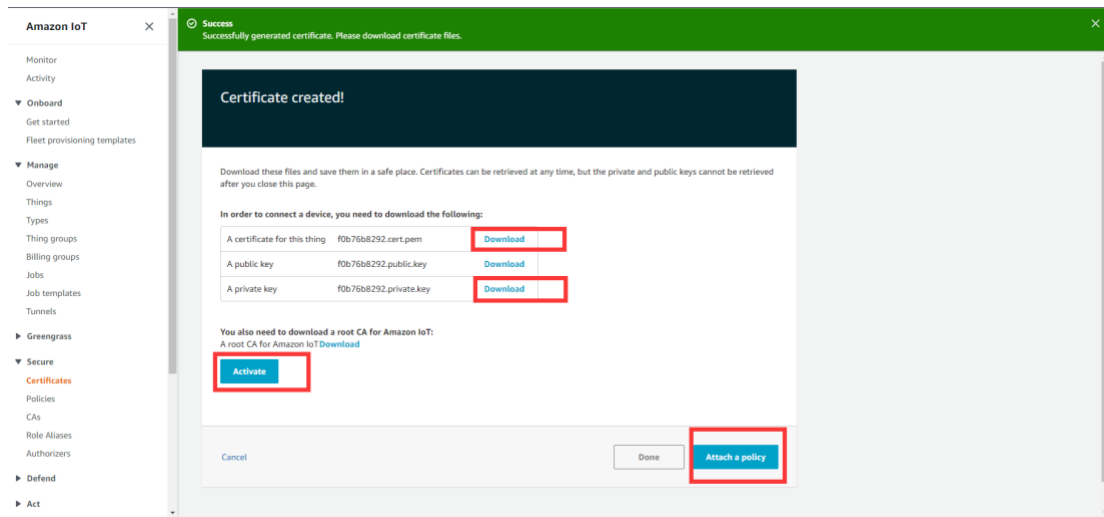 Amazon IoT
Monitor
Activity
Onboard
Get started
Fleet provisioning templates
Manage
Overview
Things
Types
Thing groups
Billing groups
Jobs
Job templates
Tunnels
Greengrass
Secure
Certificates
Policies
CAs
Role Aliases
Authorizers
Defend
Act
Success
Successfully generated certificate. Please download certificate files.
Certificate created!
Download these files and save them in a safe place. Certificates can be retrieved at any time, but the private and public keys cannot be retrieved
after you close this page.
In order to connect a device, you need to download the following:
A certificate for this thing f0b76b8292.cert.pem Download
A public key f0b76b8292.public.key Download
A private key f0b76b8292.private.key Download
You also need to download a root CA for Amazon IoT:
A root CA for Amazon IoTDownload
Activate
Cancel Done Attach a policy